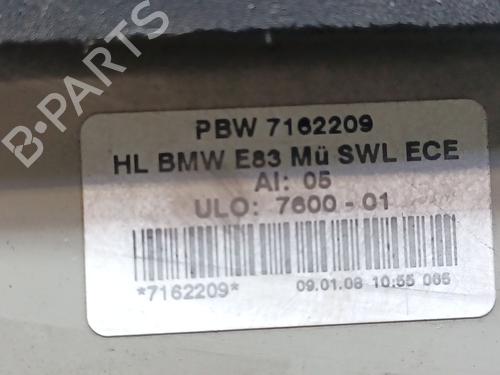 PBW 7162209
HL BMW E83 Mü SWL ECE
AI: 05
ULO: 7600 - 01
*7162209* 09.01.08 10:55 065
B-PARTS